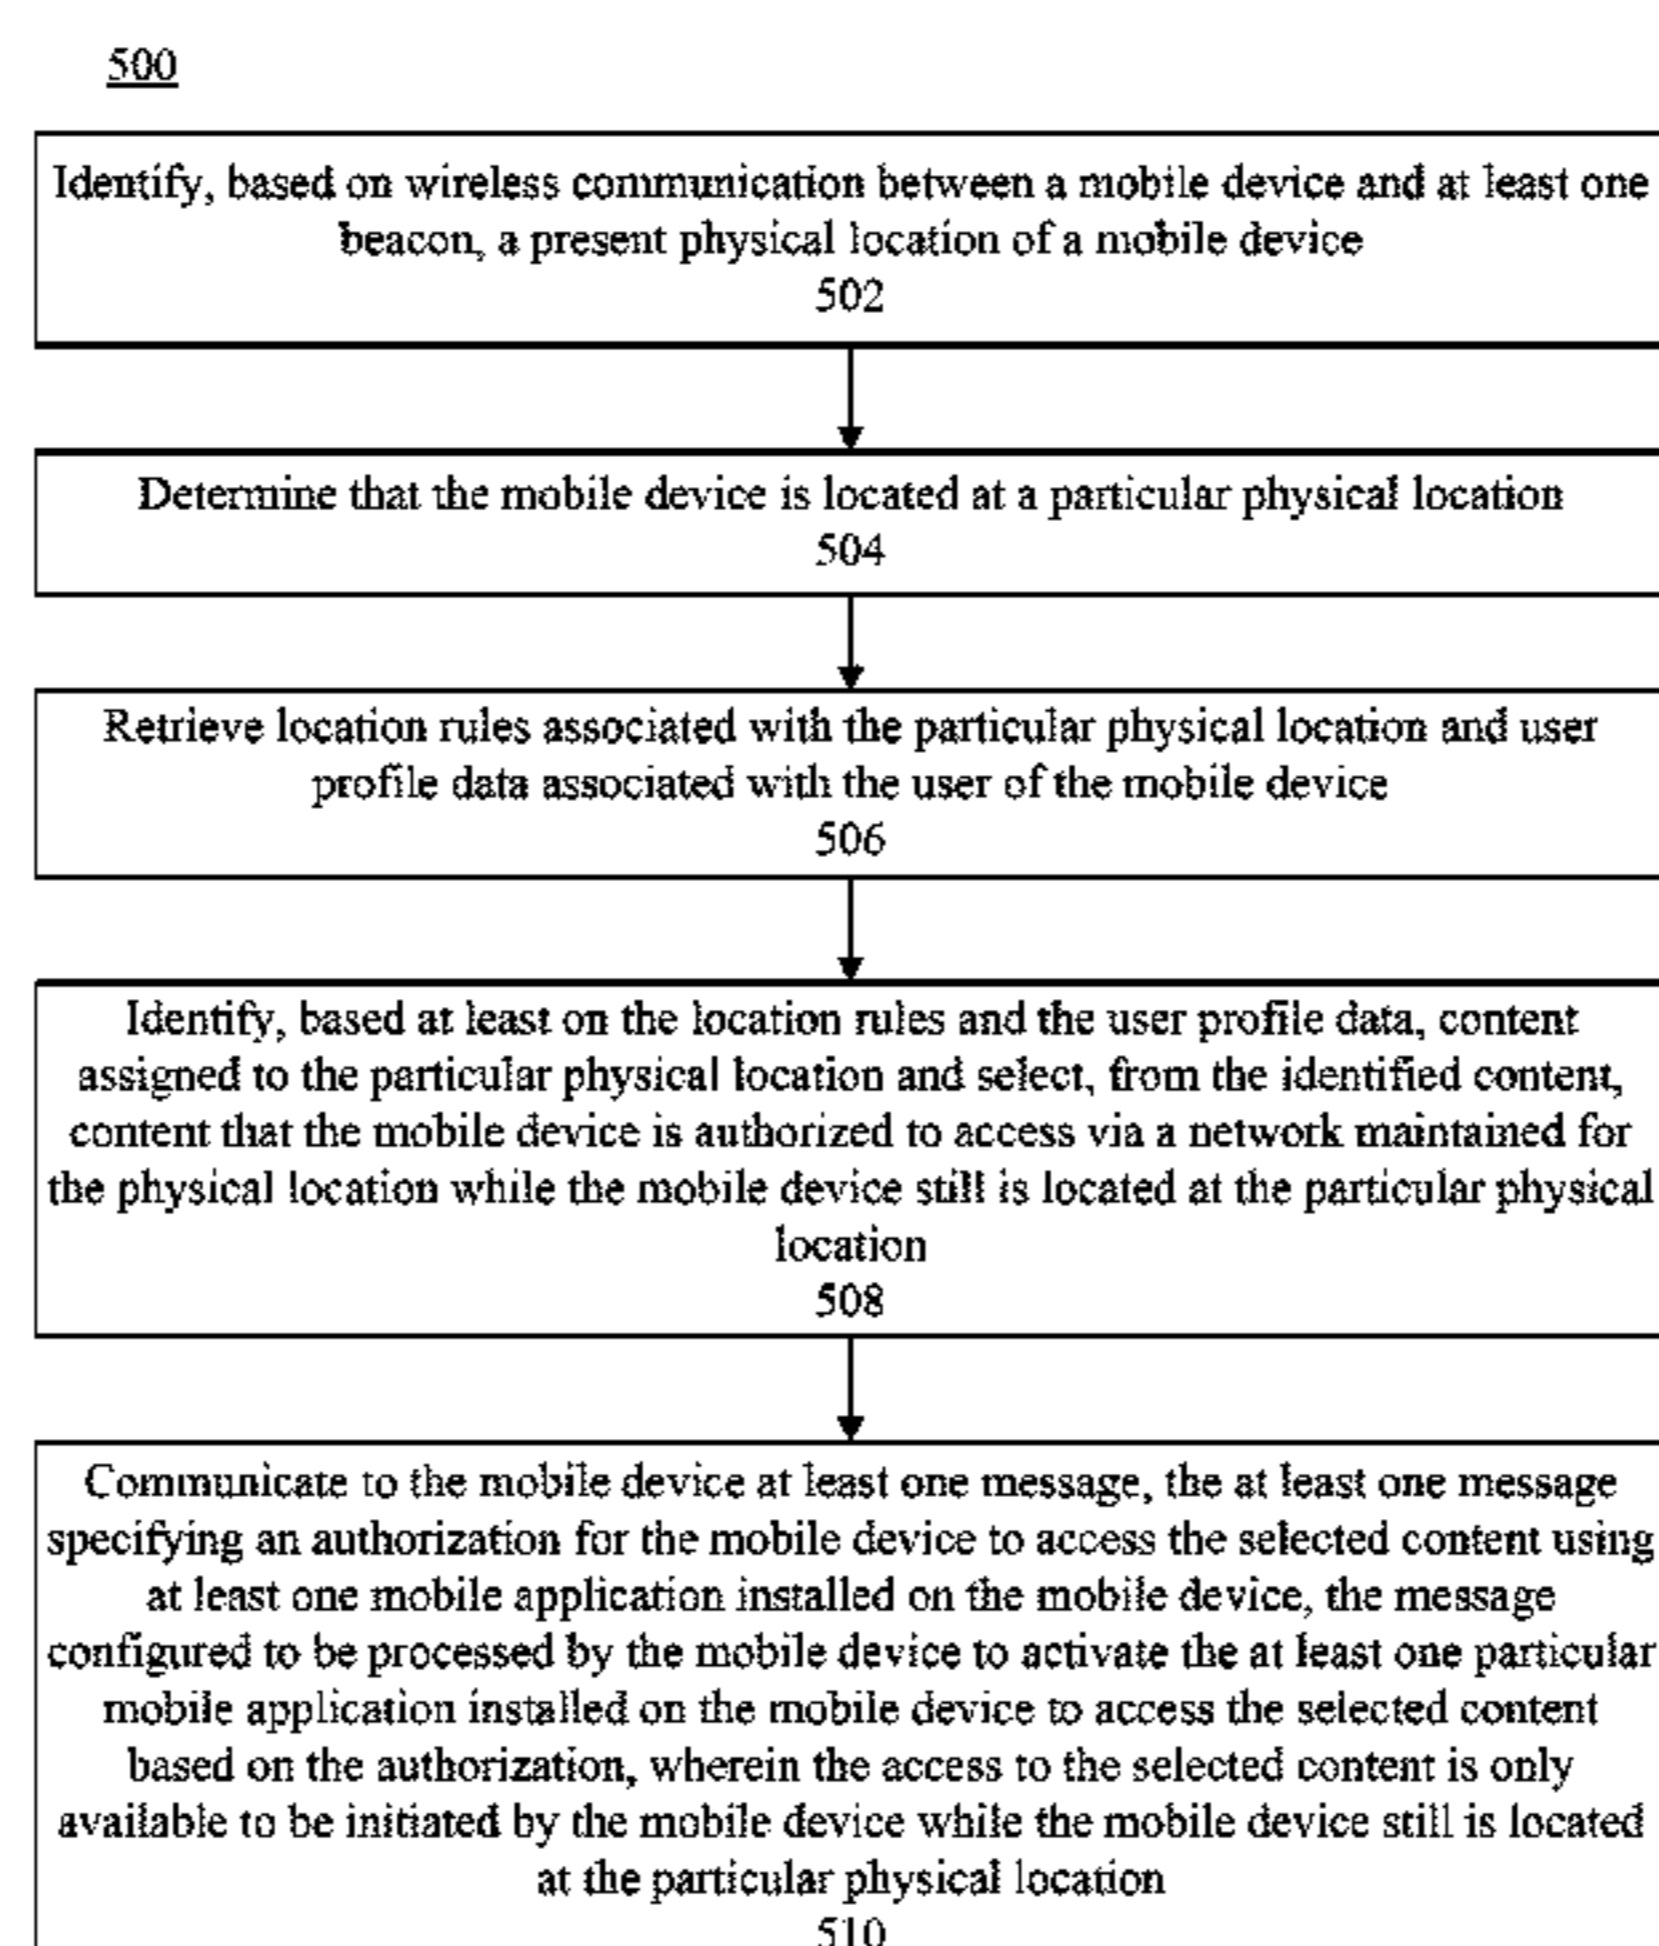 500
Identify, based on wireless communication between a mobile device and at least one
beacon, a present physical location of a mobile device
502
Determine that the mobile device is located at a particular physical location
504
Retrieve location rules associated with the particular physical location and user
profile data associated with the user of the mobile device
506
Identify, based at least on the location rules and the user profile data, content
assigned to the particular physical location and select, from the identified content,
content that the mobile device is authorized to access via a network maintained for
the physical location while the mobile device still is located at the particular physical
location
508
Communicate to the mobile device at least one message, the at least one message
specifying an authorization for the mobile device to access the selected content using
at least one mobile application installed on the mobile device, the message
configured to be processed by the mobile device to activate the at least one particular
mobile application installed on the mobile device to access the selected content
based on the authorization, wherein the access to the selected content is only
available to be initiated by the mobile device while the mobile device still is located
at the particular physical location
510